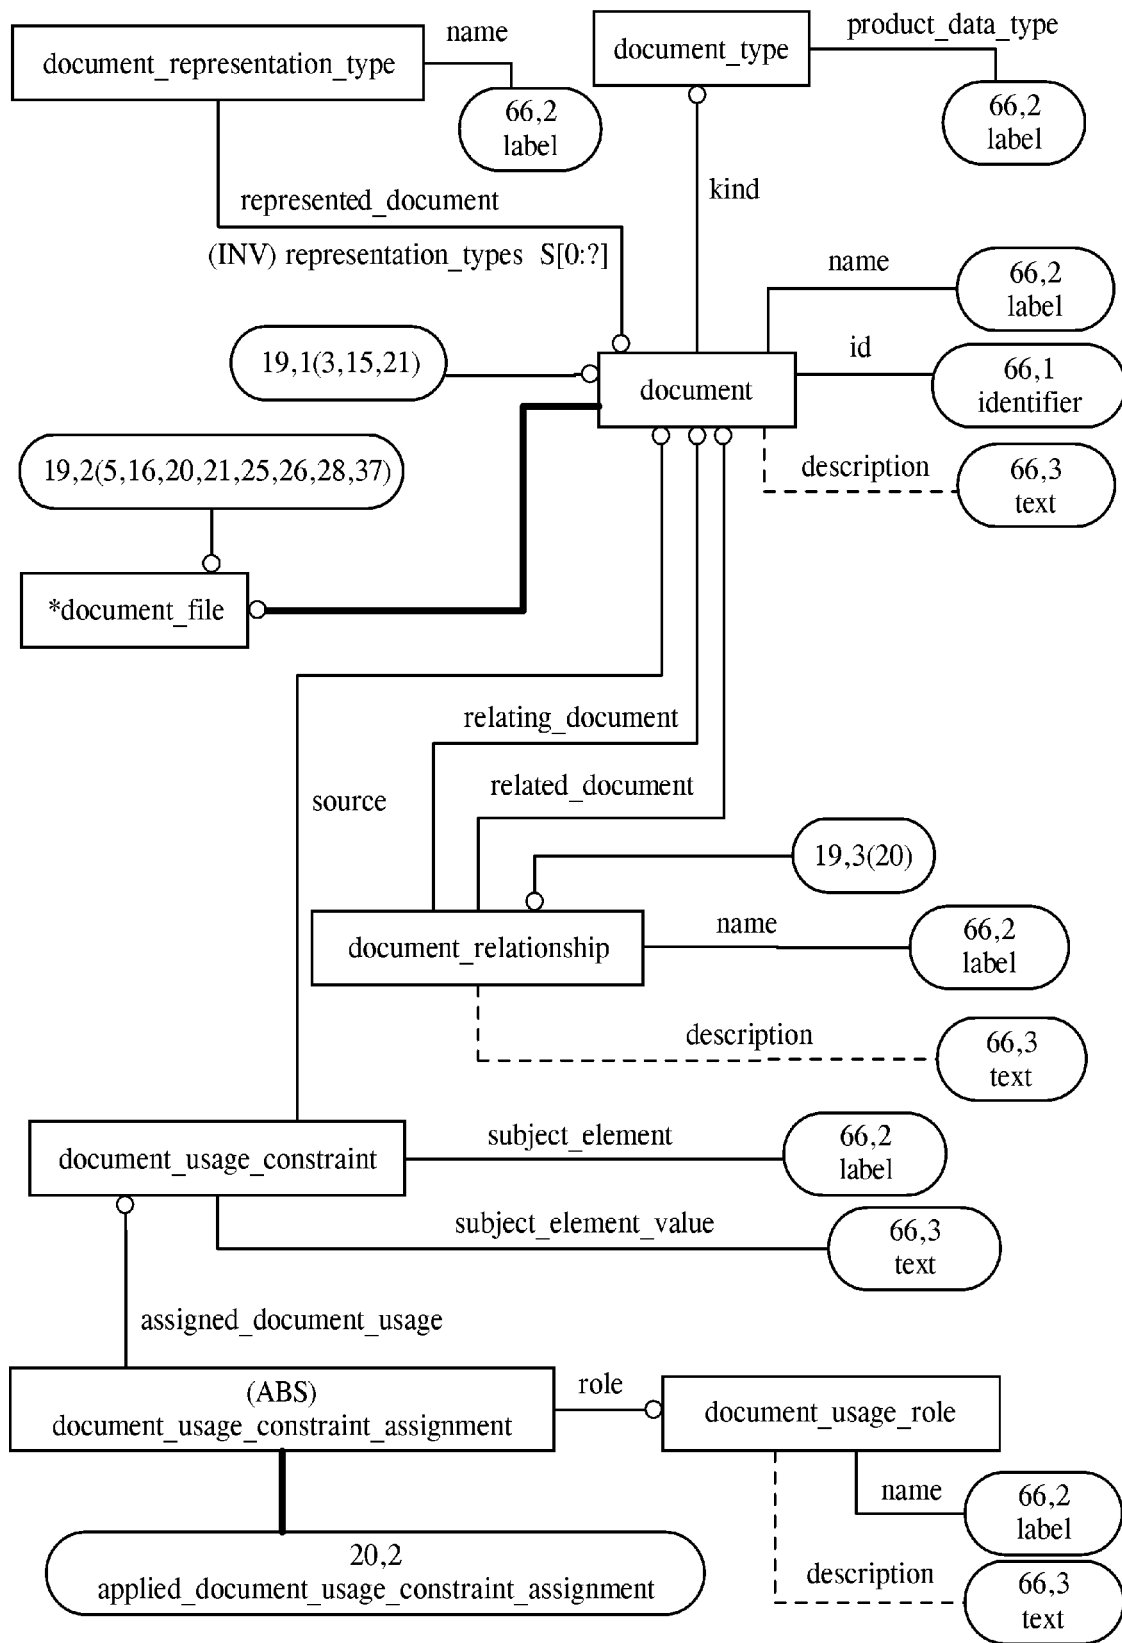 name
document_representation_type
66,2
label
document_type
product_data_type
66,2
label
represented_document
(INV) representation_types S[0:?]
kind
name
66,2
label
19,1(3,15,21)
document
id
66,1
identifier
19,2(5,16,20,21,25,26,28,37)
description
66,3
text
*document_file
relating_document
related_document
source
19,3(20)
document_relationship
name
66,2
label
description
66,3
text
document_usage_constraint
subject_element
66,2
label
subject_element_value
66,3
text
assigned_document_usage
(ABS)
document_usage_constraint_assignment
role
document_usage_role
name
66,2
label
20,2
applied_document_usage_constraint_assignment
description
66,3
text